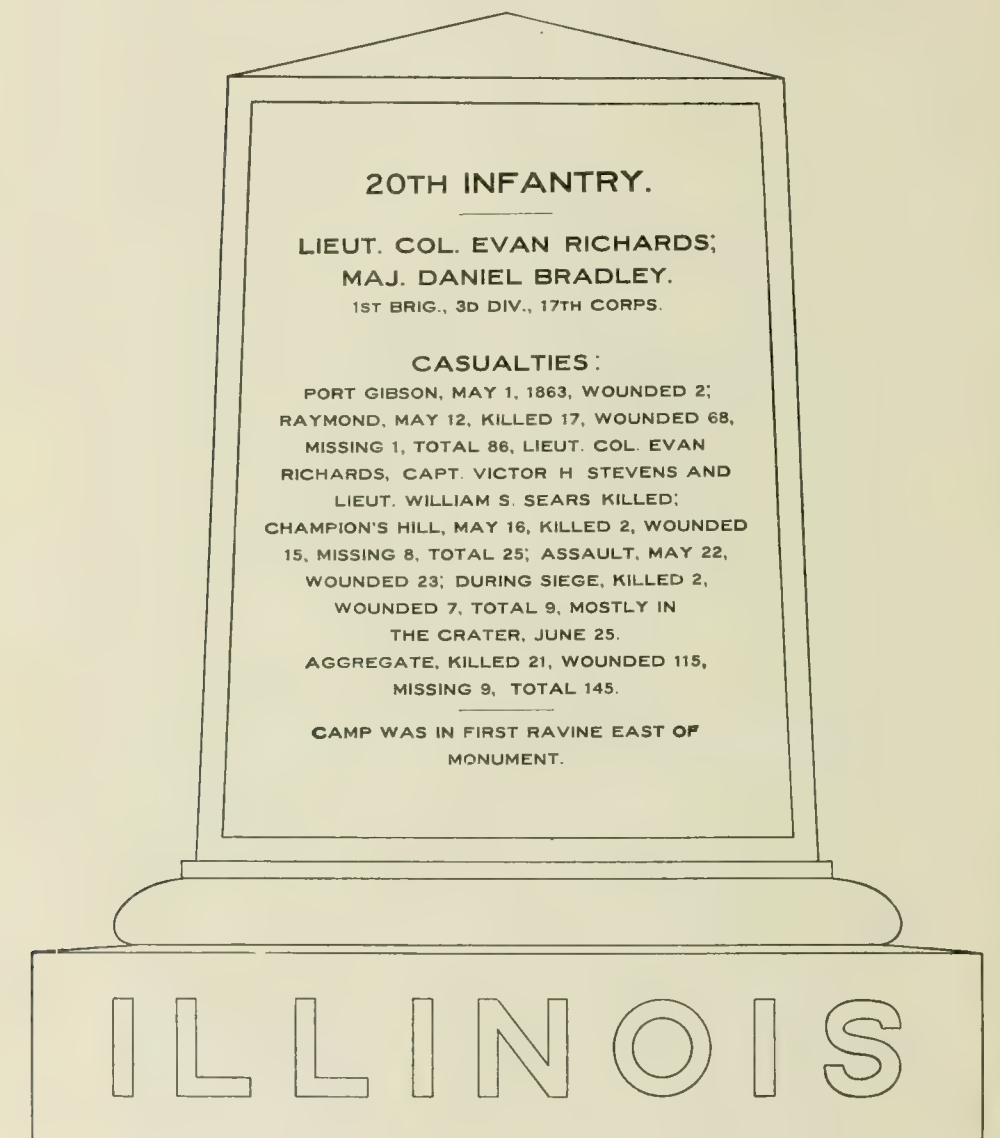 20TH INFANTRY.
LIEUT. COL. EVAN RICHARDS;
MAJ. DANIEL BRADLEY.
1ST BRIG., 3D DIV., 17TH CORPS.
CASUALTIES:
PORT GIBSON, MAY 1, 1863, WOUNDED 2;
RAYMOND, MAY 12, KILLED 17, WOUNDED 68,
MISSING 1, TOTAL 86, LIEUT. COL. EVAN
RICHARDS, CAPT. VICTOR H STEVENS AND
LIEUT. WILLIAM S. SEARS KILLED;
CHAMPION'S HILL, MAY 16, KILLED 2, WOUNDED
15, MISSING 8, TOTAL 25; ASSAULT, MAY 22,
WOUNDED 23; DURING SIEGE, KILLED 2,
WOUNDED 7, TOTAL 9, MOSTLY IN
THE CRATER, JUNE 25.
AGGREGATE, KILLED 21, WOUNDED 115,
MISSING 9, TOTAL 145.
CAMP WAS IN FIRST RAVINE EAST OF
MONUMENT.
ILLINOIS